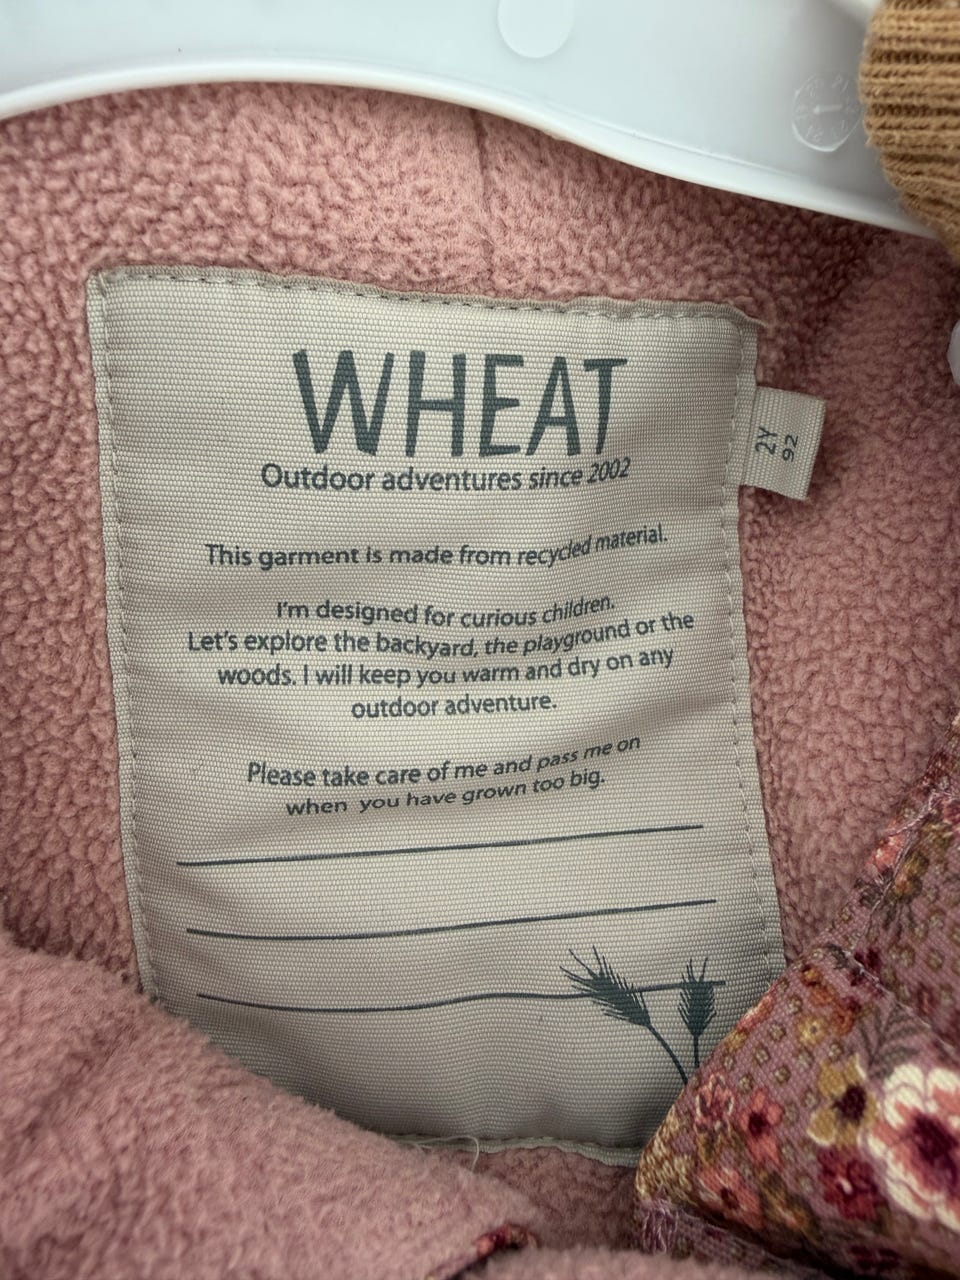 WHEAT
Outdoor adventures since 2002
2Y
92
This garment is made from recycled material.
I'm designed for curious children.
Let's explore the backyard, the playground or the
woods. I will keep you warm and dry on any
outdoor adventure.
Please take care of me and pass me on
when you have grown too big.